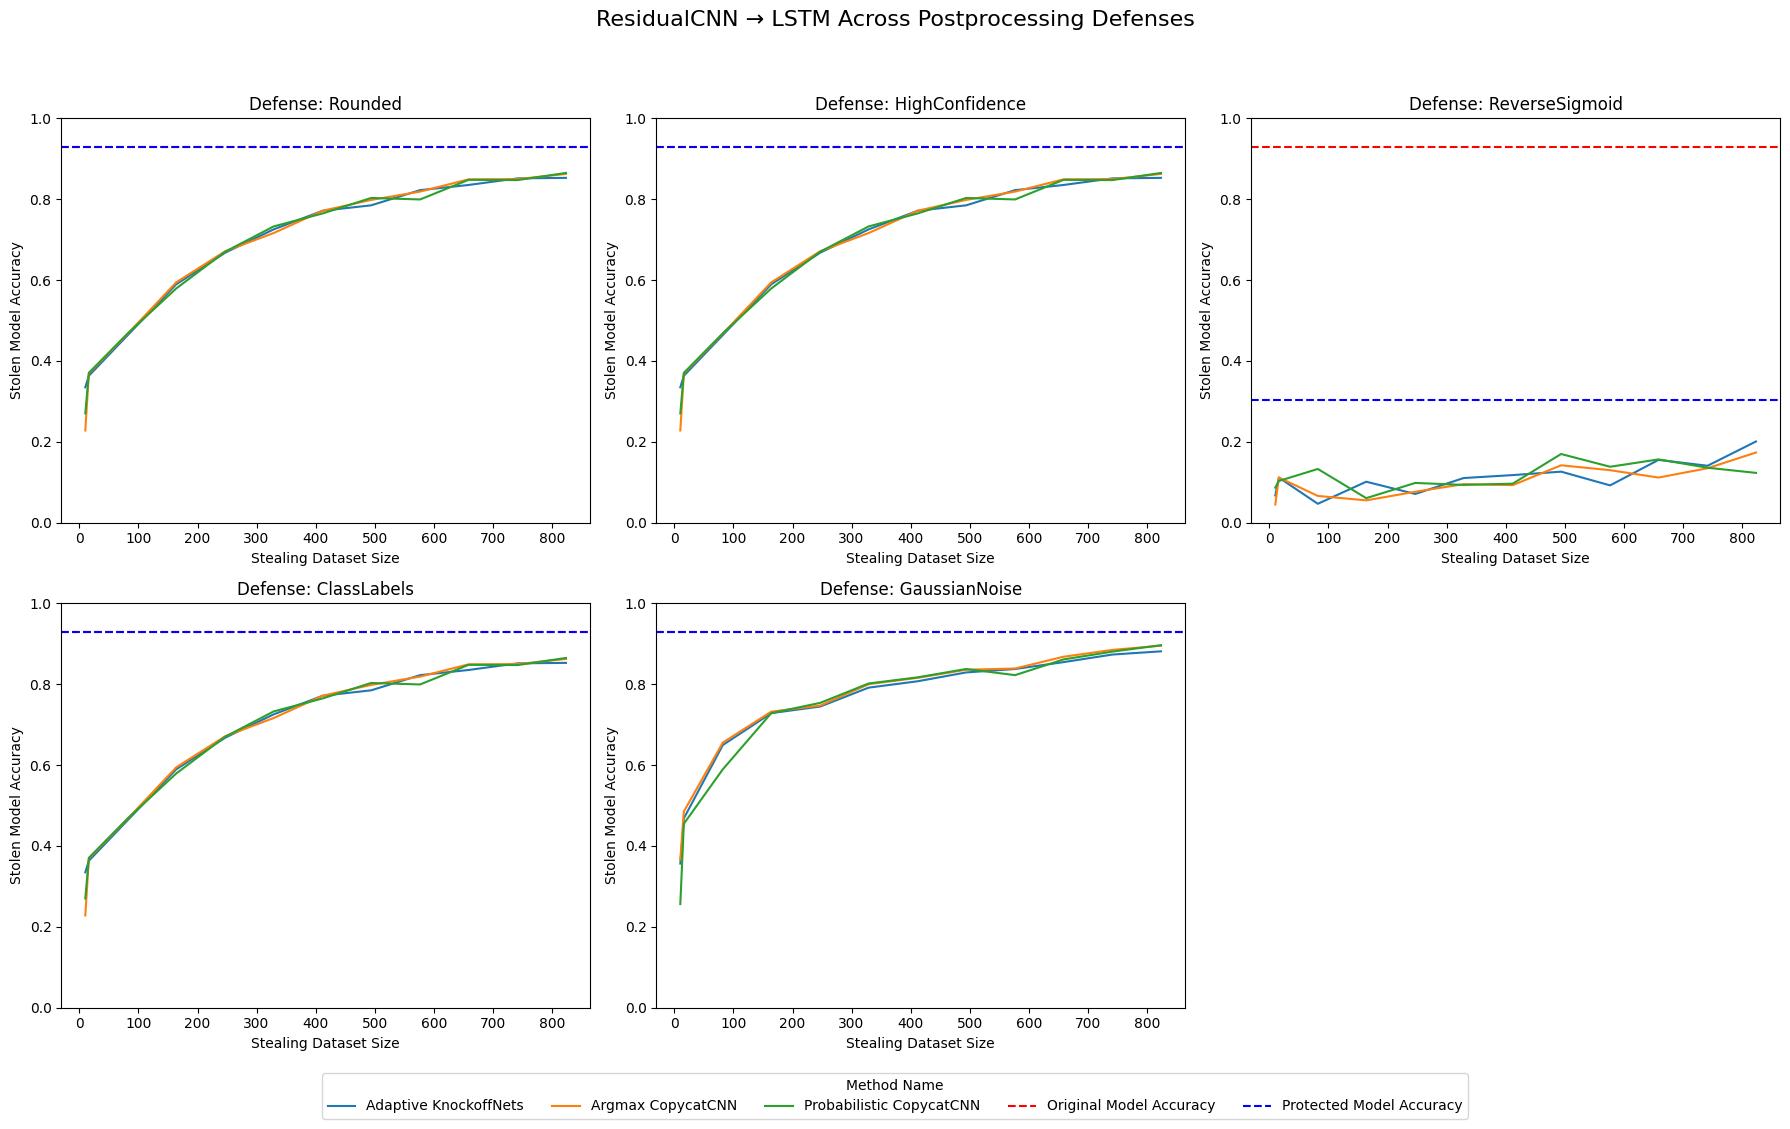 ResidualCNN → LSTM Across Postprocessing Defenses
Defense: Rounded
1.0
0.8
0.6
0.4
0.2
0.0
Stolen Model Accuracy
0 100 200 300 400 500 600 700 800
Stealing Dataset Size
Defense: HighConfidence
1.0
0.8
0.6
0.4
0.2
0.0
Stolen Model Accuracy
0 100 200 300 400 500 600 700 800
Stealing Dataset Size
Defense: ReverseSigmoid
1.0
0.8
0.6
0.4
0.2
0.0
Stolen Model Accuracy
0 100 200 300 400 500 600 700 800
Stealing Dataset Size
Defense: ClassLabels
1.0
0.8
0.6
0.4
0.2
0.0
Stolen Model Accuracy
0 100 200 300 400 500 600 700 800
Stealing Dataset Size
Defense: GaussianNoise
1.0
0.8
0.6
0.4
0.2
0.0
Stolen Model Accuracy
0 100 200 300 400 500 600 700 800
Stealing Dataset Size
Method Name
Adaptive KnockoffNets Argmax CopycatCNN Probabilistic CopycatCNN Original Model Accuracy Protected Model Accuracy